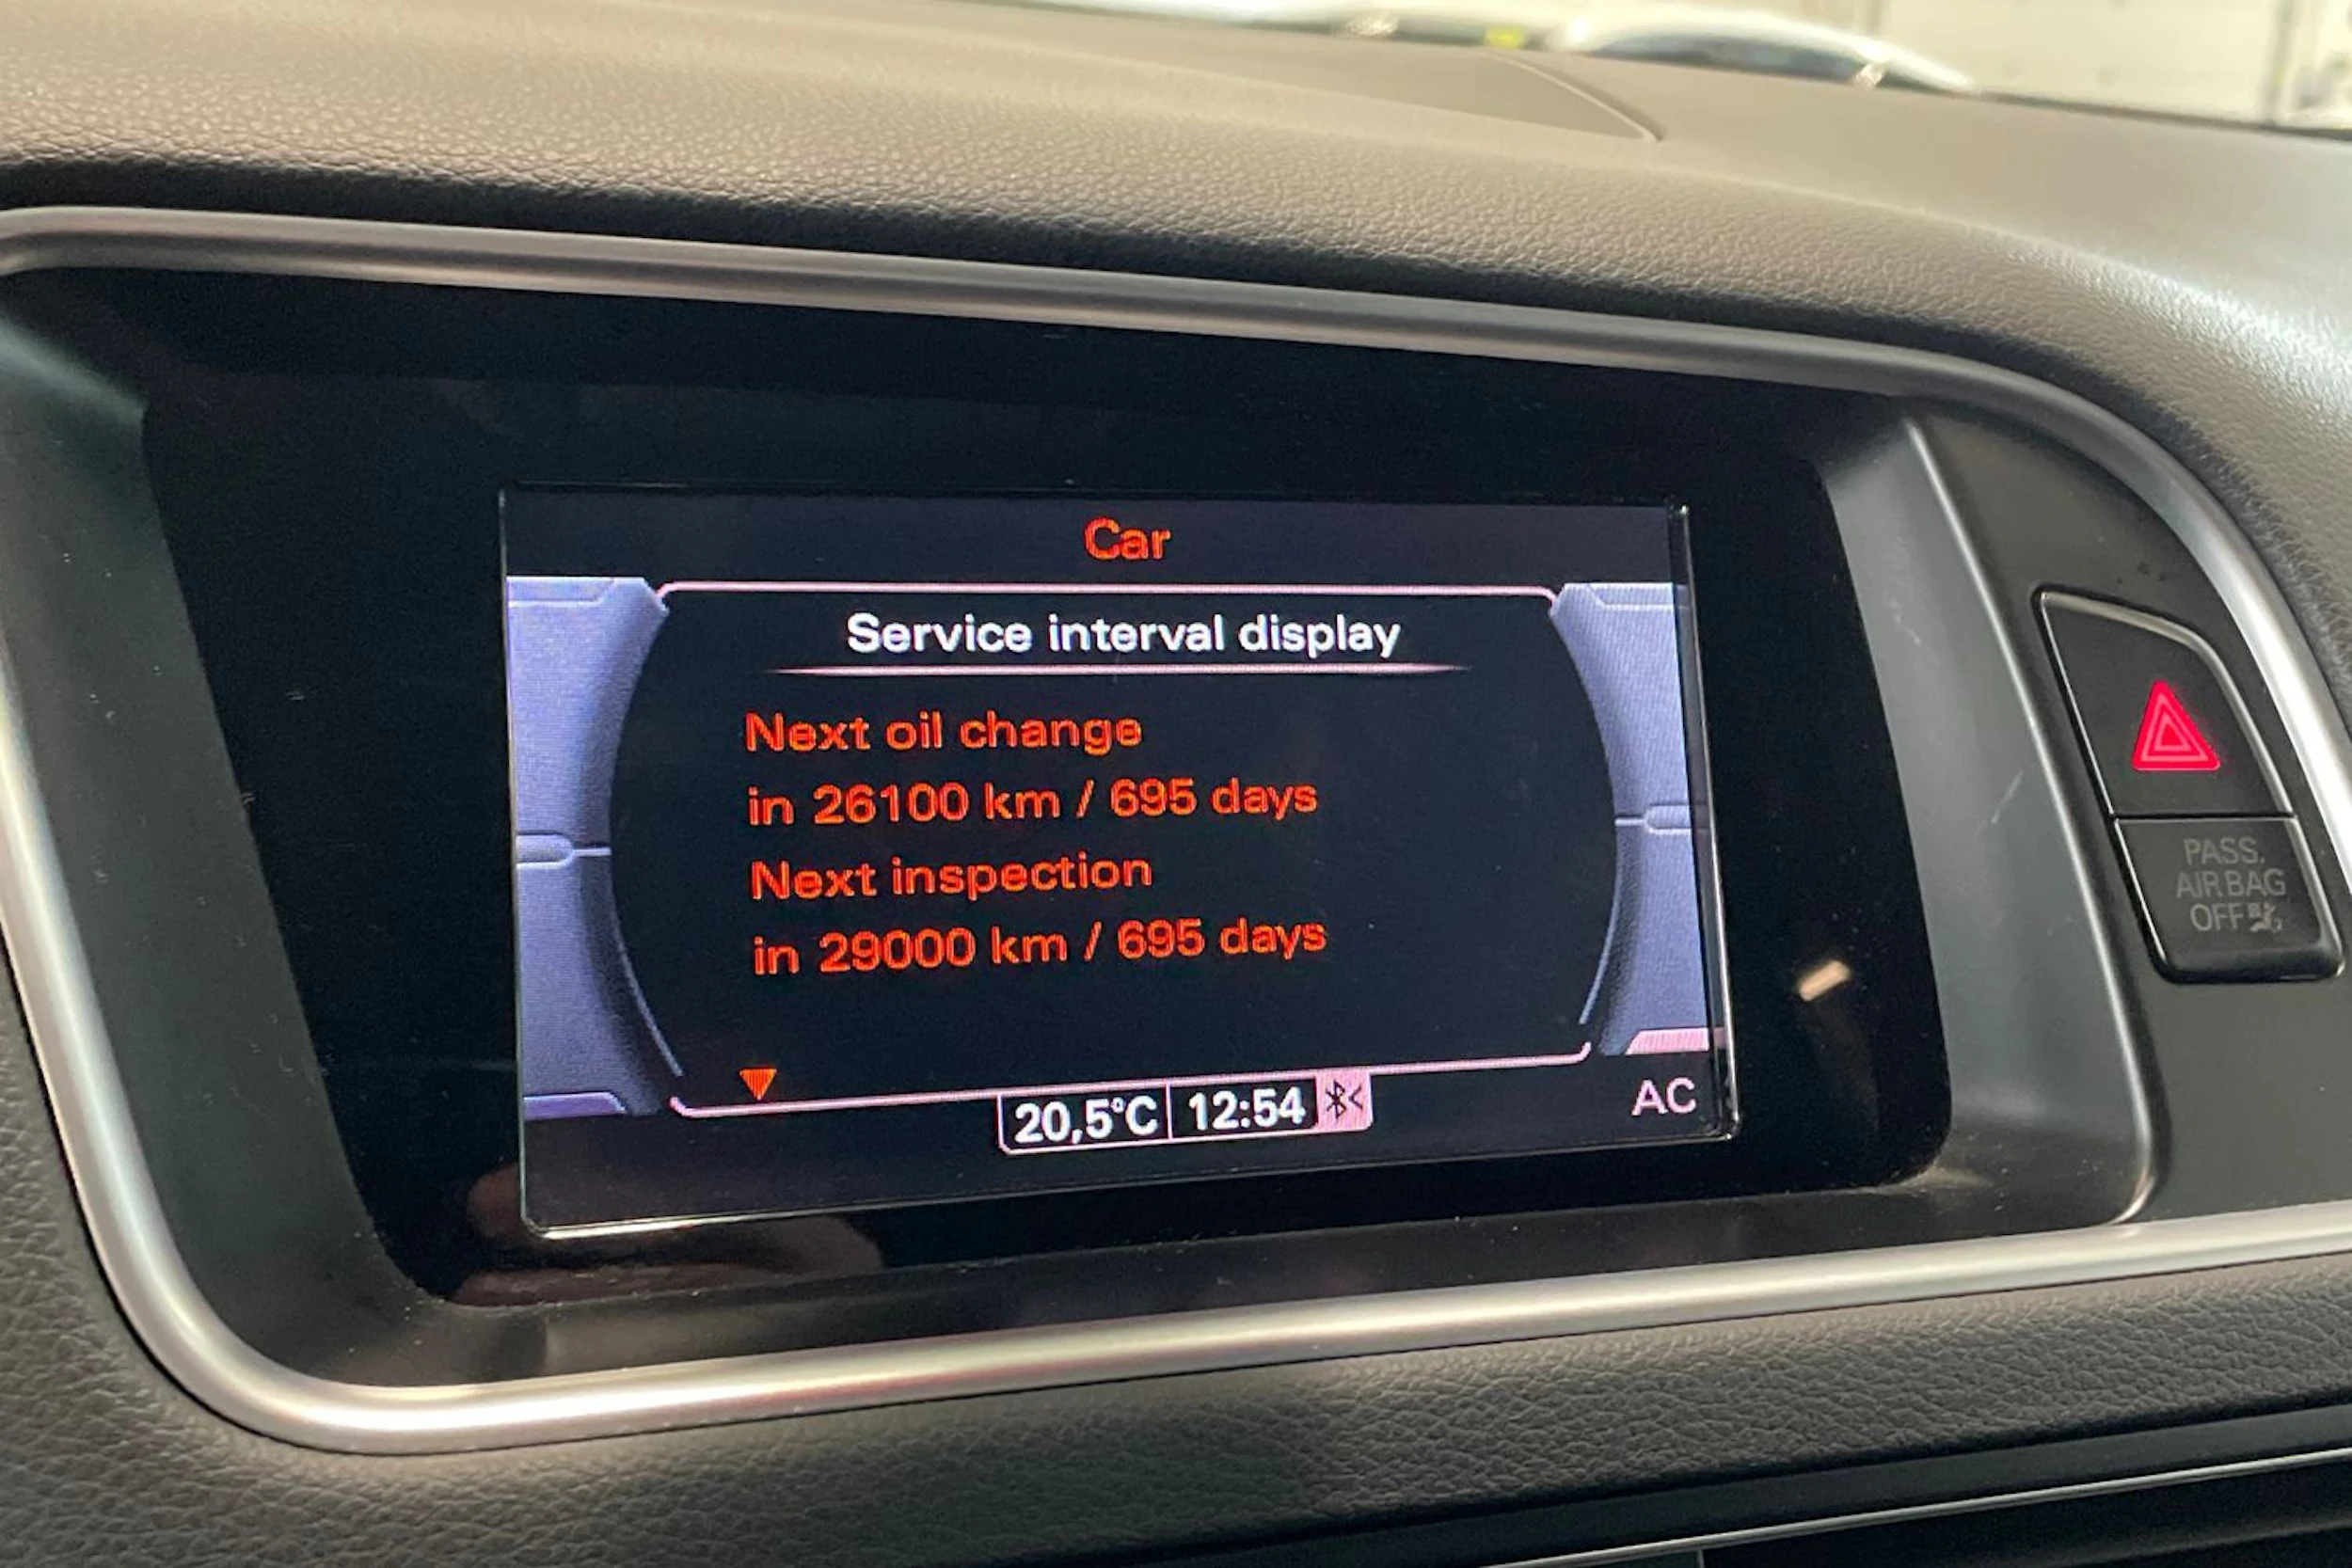 Car
Service interval display
Next oil change
in 26100 km / 695 days
Next inspection
in 29000 km / 695 days
20,5°C 12:54
AC
PASS.
AIR BAG
OFF